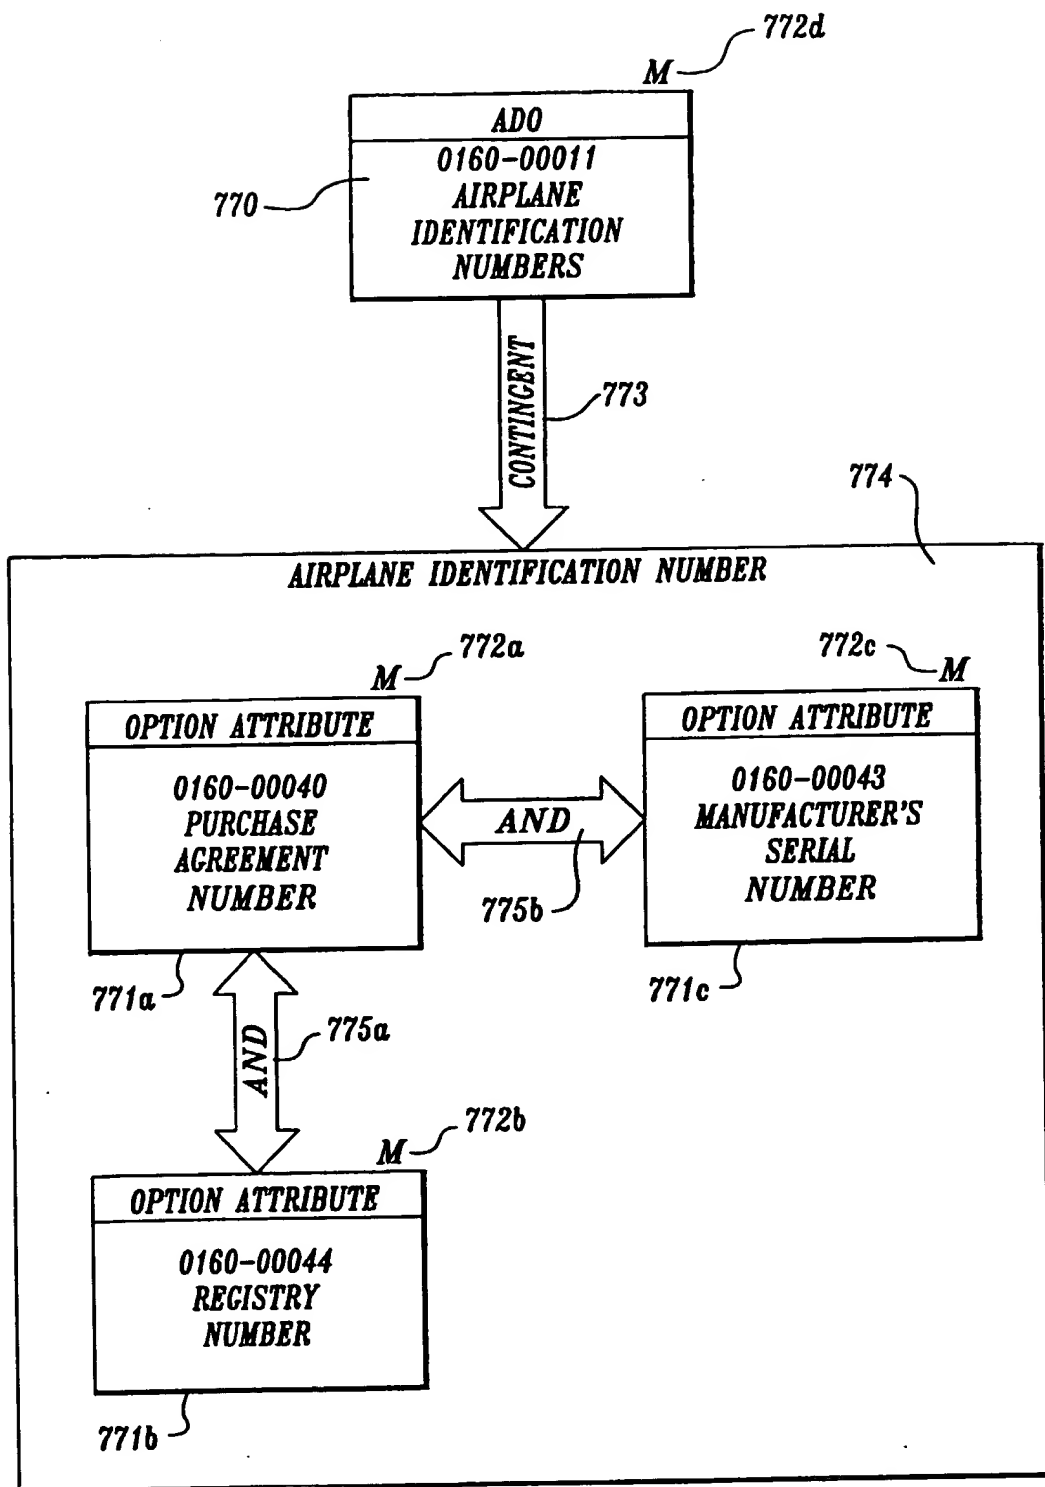 772d
M
ADO
0160-00011
AIRPLANE
IDENTIFICATION
NUMBERS
770
CONTINGENT
773
774
AIRPLANE IDENTIFICATION NUMBER
772a
M
772c
M
OPTION ATTRIBUTE
0160-00040
PURCHASE
AGREEMENT
NUMBER
AND
775b
OPTION ATTRIBUTE
0160-00043
MANUFACTURER'S
SERIAL
NUMBER
771a
771c
AND
775a
772b
M
OPTION ATTRIBUTE
0160-00044
REGISTRY
NUMBER
771b